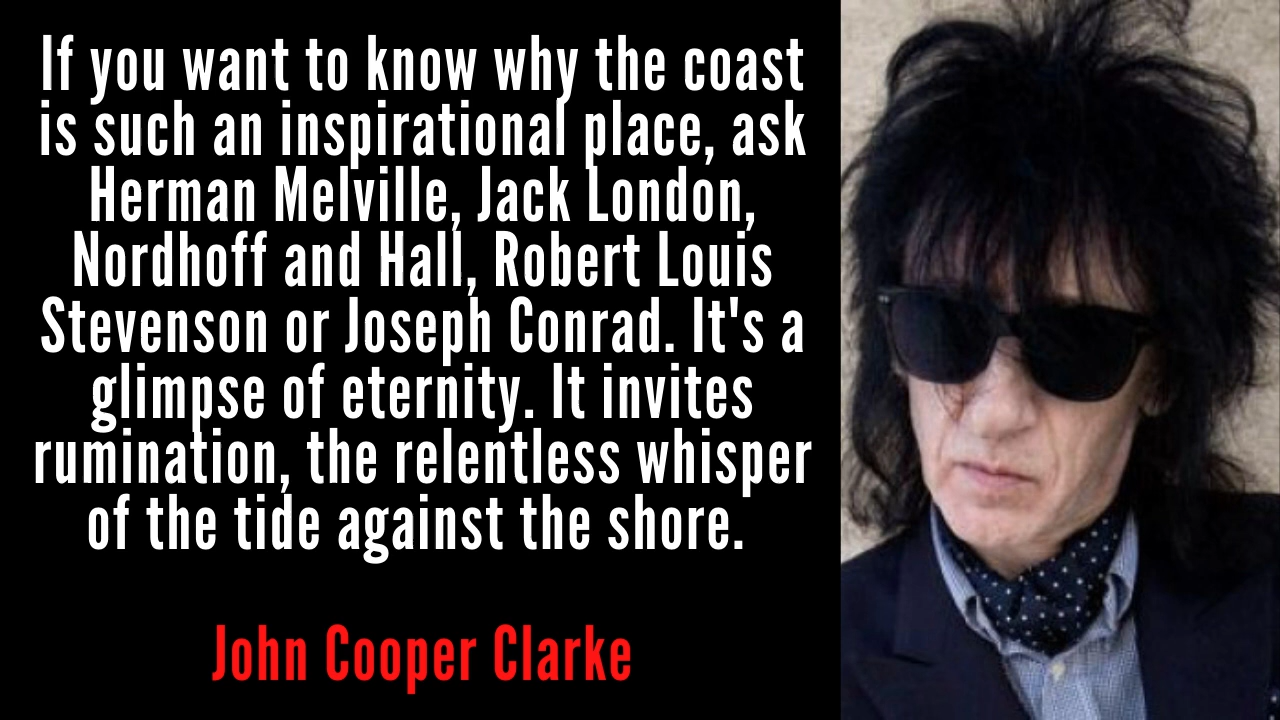 If you want to know why the coast
is such an inspirational place, ask
Herman Melville, Jack London,
Nordhoff and Hall, Robert Louis
Stevenson or Joseph Conrad. It's a
glimpse of eternity. It invites
rumination, the relentless whisper
of the tide against the shore.
John Cooper Clarke